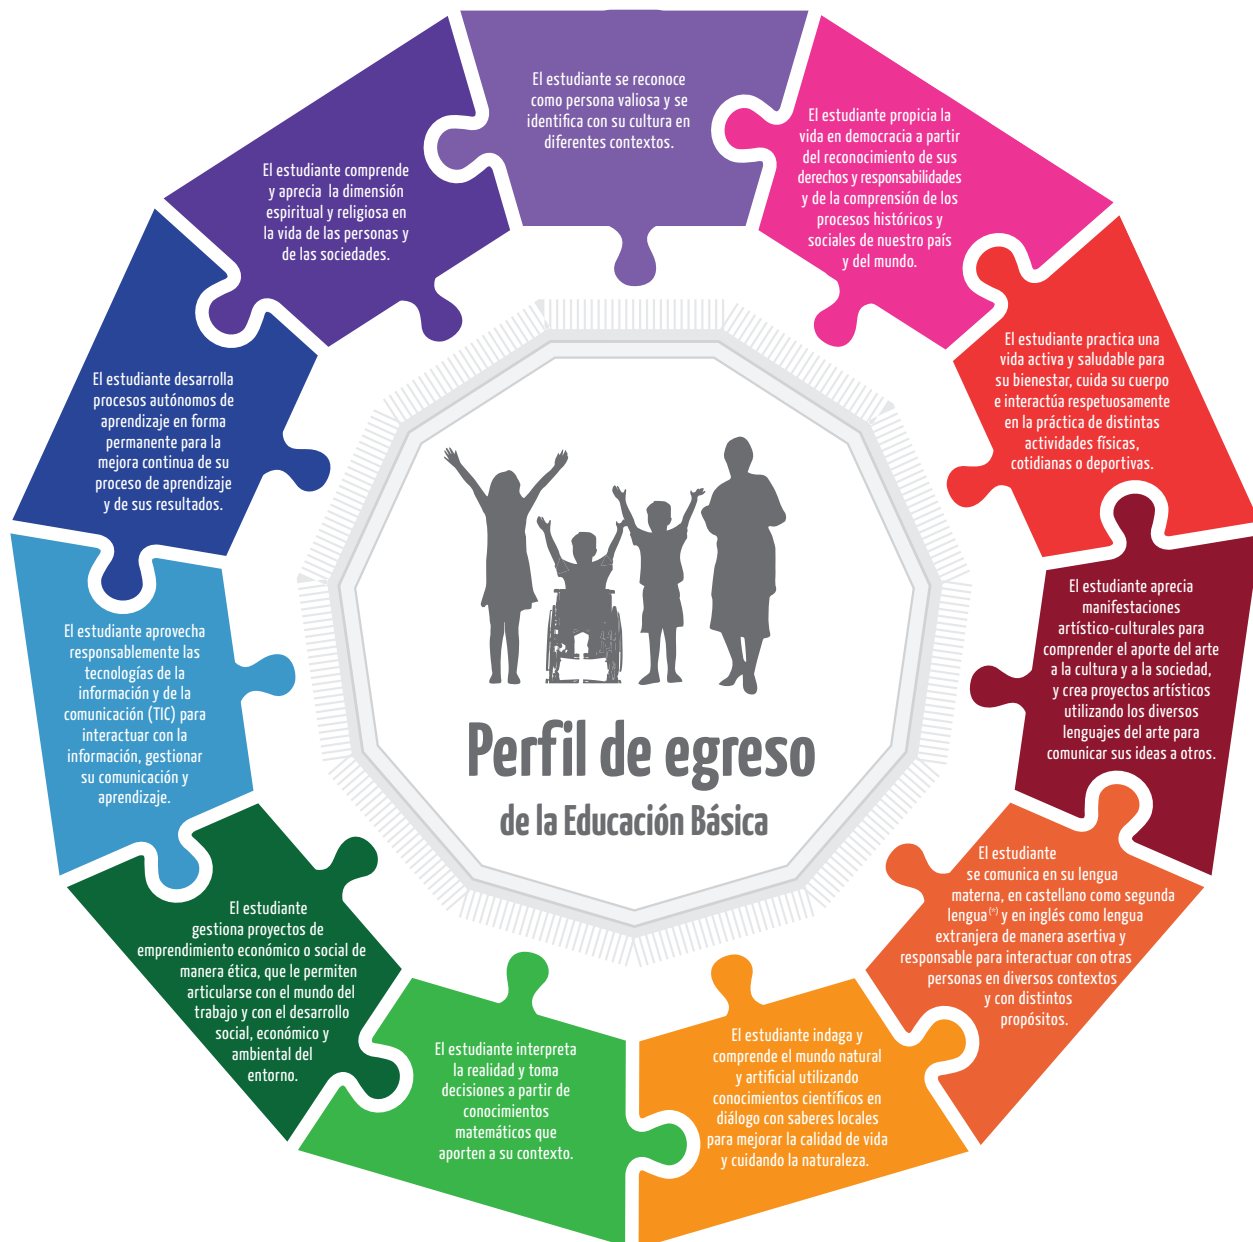 El estudiante se reconoce
como persona valiosa y se
identifica con su cultura en
diferentes contextos.
El estudiante propicia la
vida en democracia a partir
del reconocimiento de sus
derechos y responsabilidades
y de la comprensión de los
procesos históricos y
sociales de nuestro país
y del mundo.
El estudiante practica una
vida activa y saludable para
su bienestar, cuida su cuerpo
e interactúa respetuosamente
en la práctica de distintas
actividades físicas,
cotidianas o deportivas.
El estudiante aprecia
manifestaciones
artístico-culturales para
comprender el aporte del arte
a la cultura y a la sociedad,
y crea proyectos artísticos
utilizando los diversos
lenguajes del arte para
comunicar sus ideas a otros.
El estudiante
se comunica en su lengua
materna, en castellano como segunda
lengua(*) y en inglés como lengua
extranjera de manera asertiva y
responsable para interactuar con otras
personas en diversos contextos
y con distintos
propósitos.
El estudiante indaga y
comprende el mundo natural
y artificial utilizando
conocimientos científicos en
diálogo con saberes locales
para mejorar la calidad de vida
y cuidando la naturaleza.
El estudiante interpreta
la realidad y toma
decisiones a partir de
conocimientos
matemáticos que
aporten a su contexto.
El estudiante
gestiona proyectos de
emprendimiento económico o social de
manera ética, que le permiten
articularse con el mundo del
trabajo y con el desarrollo
social, económico y
ambiental del
entorno.
El estudiante aprovecha
responsablemente las
tecnologías de la
información y de la
comunicación (TIC) para
interactuar con la
información, gestionar
su comunicación y
aprendizaje.
El estudiante desarrolla
procesos autónomos de
aprendizaje en forma
permanente para la
mejora continua de su
proceso de aprendizaje
y de sus resultados.
El estudiante comprende
y aprecia la dimensión
espiritual y religiosa en
la vida de las personas y
de las sociedades.
Perfil de egreso
de la Educación Básica